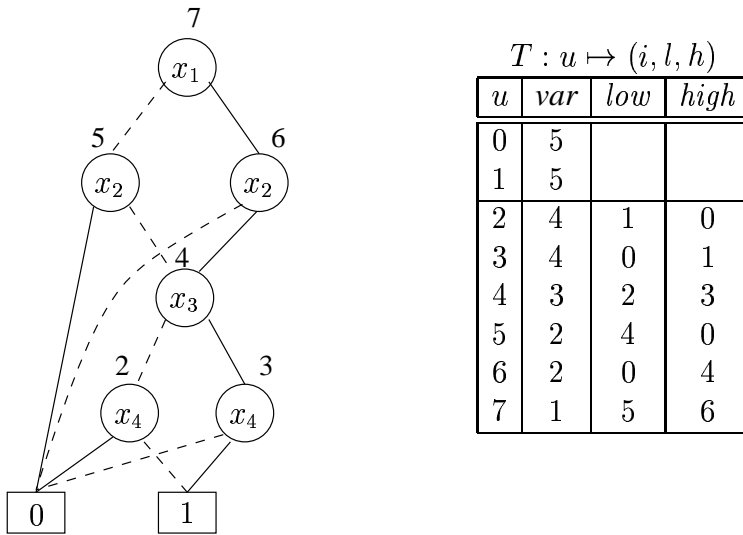 7
x₁
5
6
x₂
x₂
4
x₃
2
3
x₄
x₄
0
1
T : u ↦ (i, l, h)
u var low high
0 5
1 5
2 4 1 0
3 4 0 1
4 3 2 3
5 2 4 0
6 2 0 4
7 1 5 6